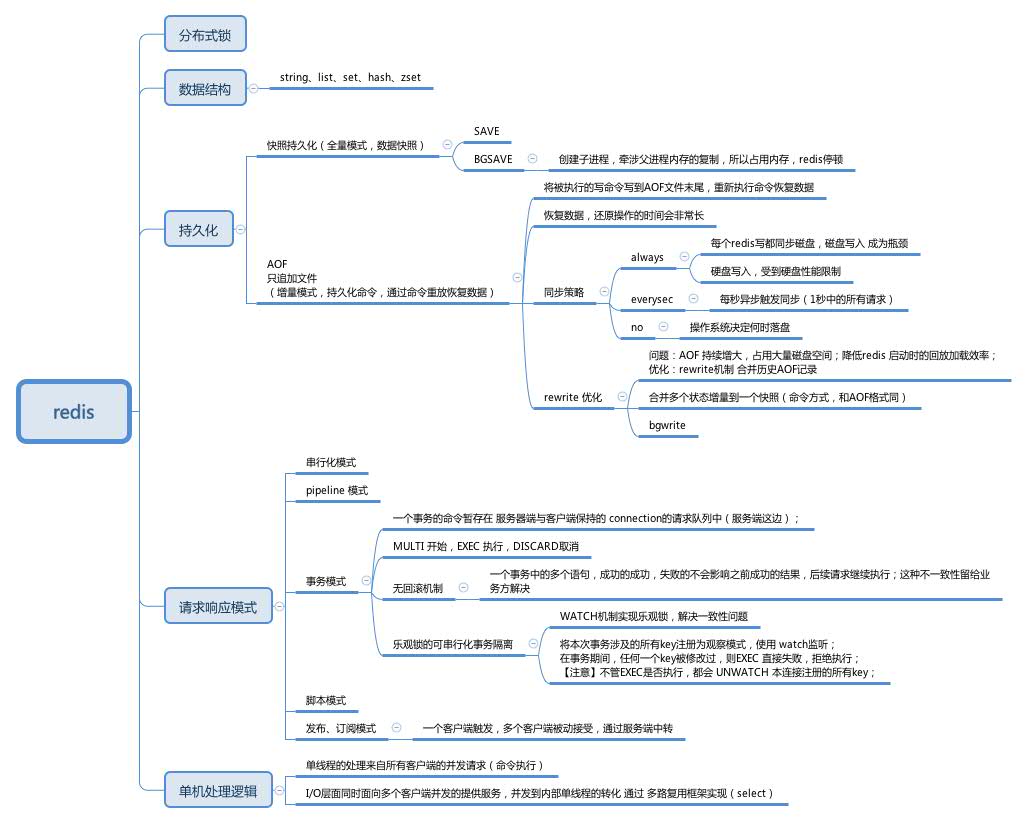 redis
分布式锁
数据结构
string、list、set、hash、zset
持久化
快照持久化（全量模式，数据快照）
SAVE
BGSAVE
创建子进程，牵涉父进程内存的复制，所以占用内存，redis停顿
AOF
只追加文件
（增量模式，持久化命令，通过命令重放恢复数据）
将被执行的写命令写到AOF文件末尾，重新执行命令恢复数据
恢复数据，还原操作的时间会非常长
同步策略
always
每个redis写都同步磁盘，磁盘写入 成为瓶颈
硬盘写入，受到硬盘性能限制
everysec
每秒异步触发同步（1秒中的所有请求）
no
操作系统决定何时落盘
rewrite 优化
问题：AOF 持续增大，占用大量磁盘空间；降低redis 启动时的回放加载效率；
优化：rewrite机制 合并历史AOF记录
合并多个状态增量到一个快照（命令方式，和AOF格式同）
bgwrite
请求响应模式
串行化模式
pipeline 模式
事务模式
一个事务的命令暂存在 服务器端与客户端保持的 connection的请求队列中（服务端这边）；
MULTI 开始，EXEC 执行，DISCARD取消
无回滚机制
一个事务中的多个语句，成功的成功，失败的不会影响之前成功的结果，后续请求继续执行；这种不一致性留给业
务方解决
乐观锁的可串行化事务隔离
WATCH机制实现乐观锁，解决一致性问题
将本次事务涉及的所有key注册为观察模式，使用 watch监听；
在事务期间，任何一个key被修改过，则EXEC 直接失败，拒绝执行；
【注意】不管EXEC是否执行，都会 UNWATCH 本连接注册的所有key；
脚本模式
发布、订阅模式
一个客户端触发，多个客户端被动接受，通过服务端中转
单机处理逻辑
单线程的处理来自所有客户端的并发请求（命令执行）
I/O层面同时面向多个客户端并发的提供服务，并发到内部单线程的转化 通过 多路复用框架实现（select）